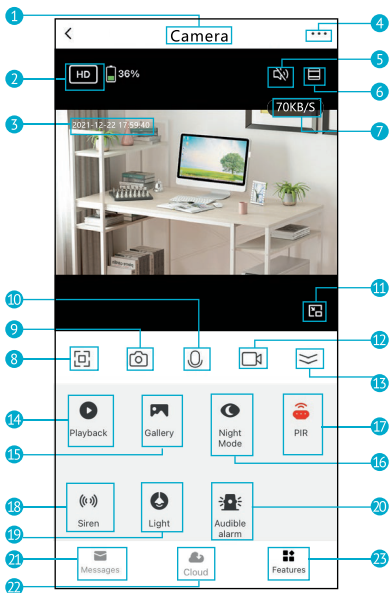 1
Camera
4
2
HD
36%
5
6
3
2021-12-22 17:59:40
70KB/S
7
11
10
9
12
8
13
14
Playback
Gallery
Night
Mode
PIR
17
15
16
18
Siren
Light
Audible
alarm
20
19
21
Messages
Cloud
Features
23
22